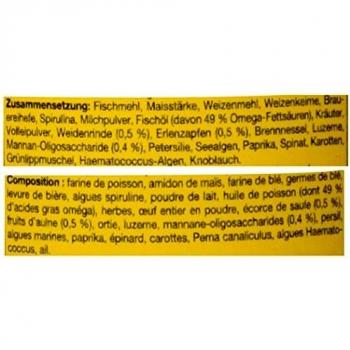 Zusammensetzung: Fischmehl, Maisstärke, Weizenmehl, Weizenkeime, Brau-
ereihefe, Spirulina, Milchpulver, Fischöl (davon 49 % Omega-Fettsäuren), Kräuter,
Volleipulver, Weidenrinde (0,5 %), Erlenzapfen (0,5 %), Brennnessel, Luzerne,
Mannan-Oligosaccharide (0,4 %), Petersilie, Seealgen, Paprika, Spinat, Karotten,
Grünlippmuschel, Haematococcus-Algen, Knoblauch.
Composition : farine de poisson, amidon de maïs, farine de blé, germes de blé,
levure de bière, algues spiruline, poudre de lait, huile de poisson (dont 49 %
d'acides gras oméga), herbes, œuf entier en poudre, écorce de saule (0,5 %),
fruits d'aulne (0,5 %), ortie, luzerne, mannane-oligosaccharides (0,4 %), persil,
algues marines, paprika, épinard, carottes, Perna canaliculus, algues Haemato-
coccus, ail.